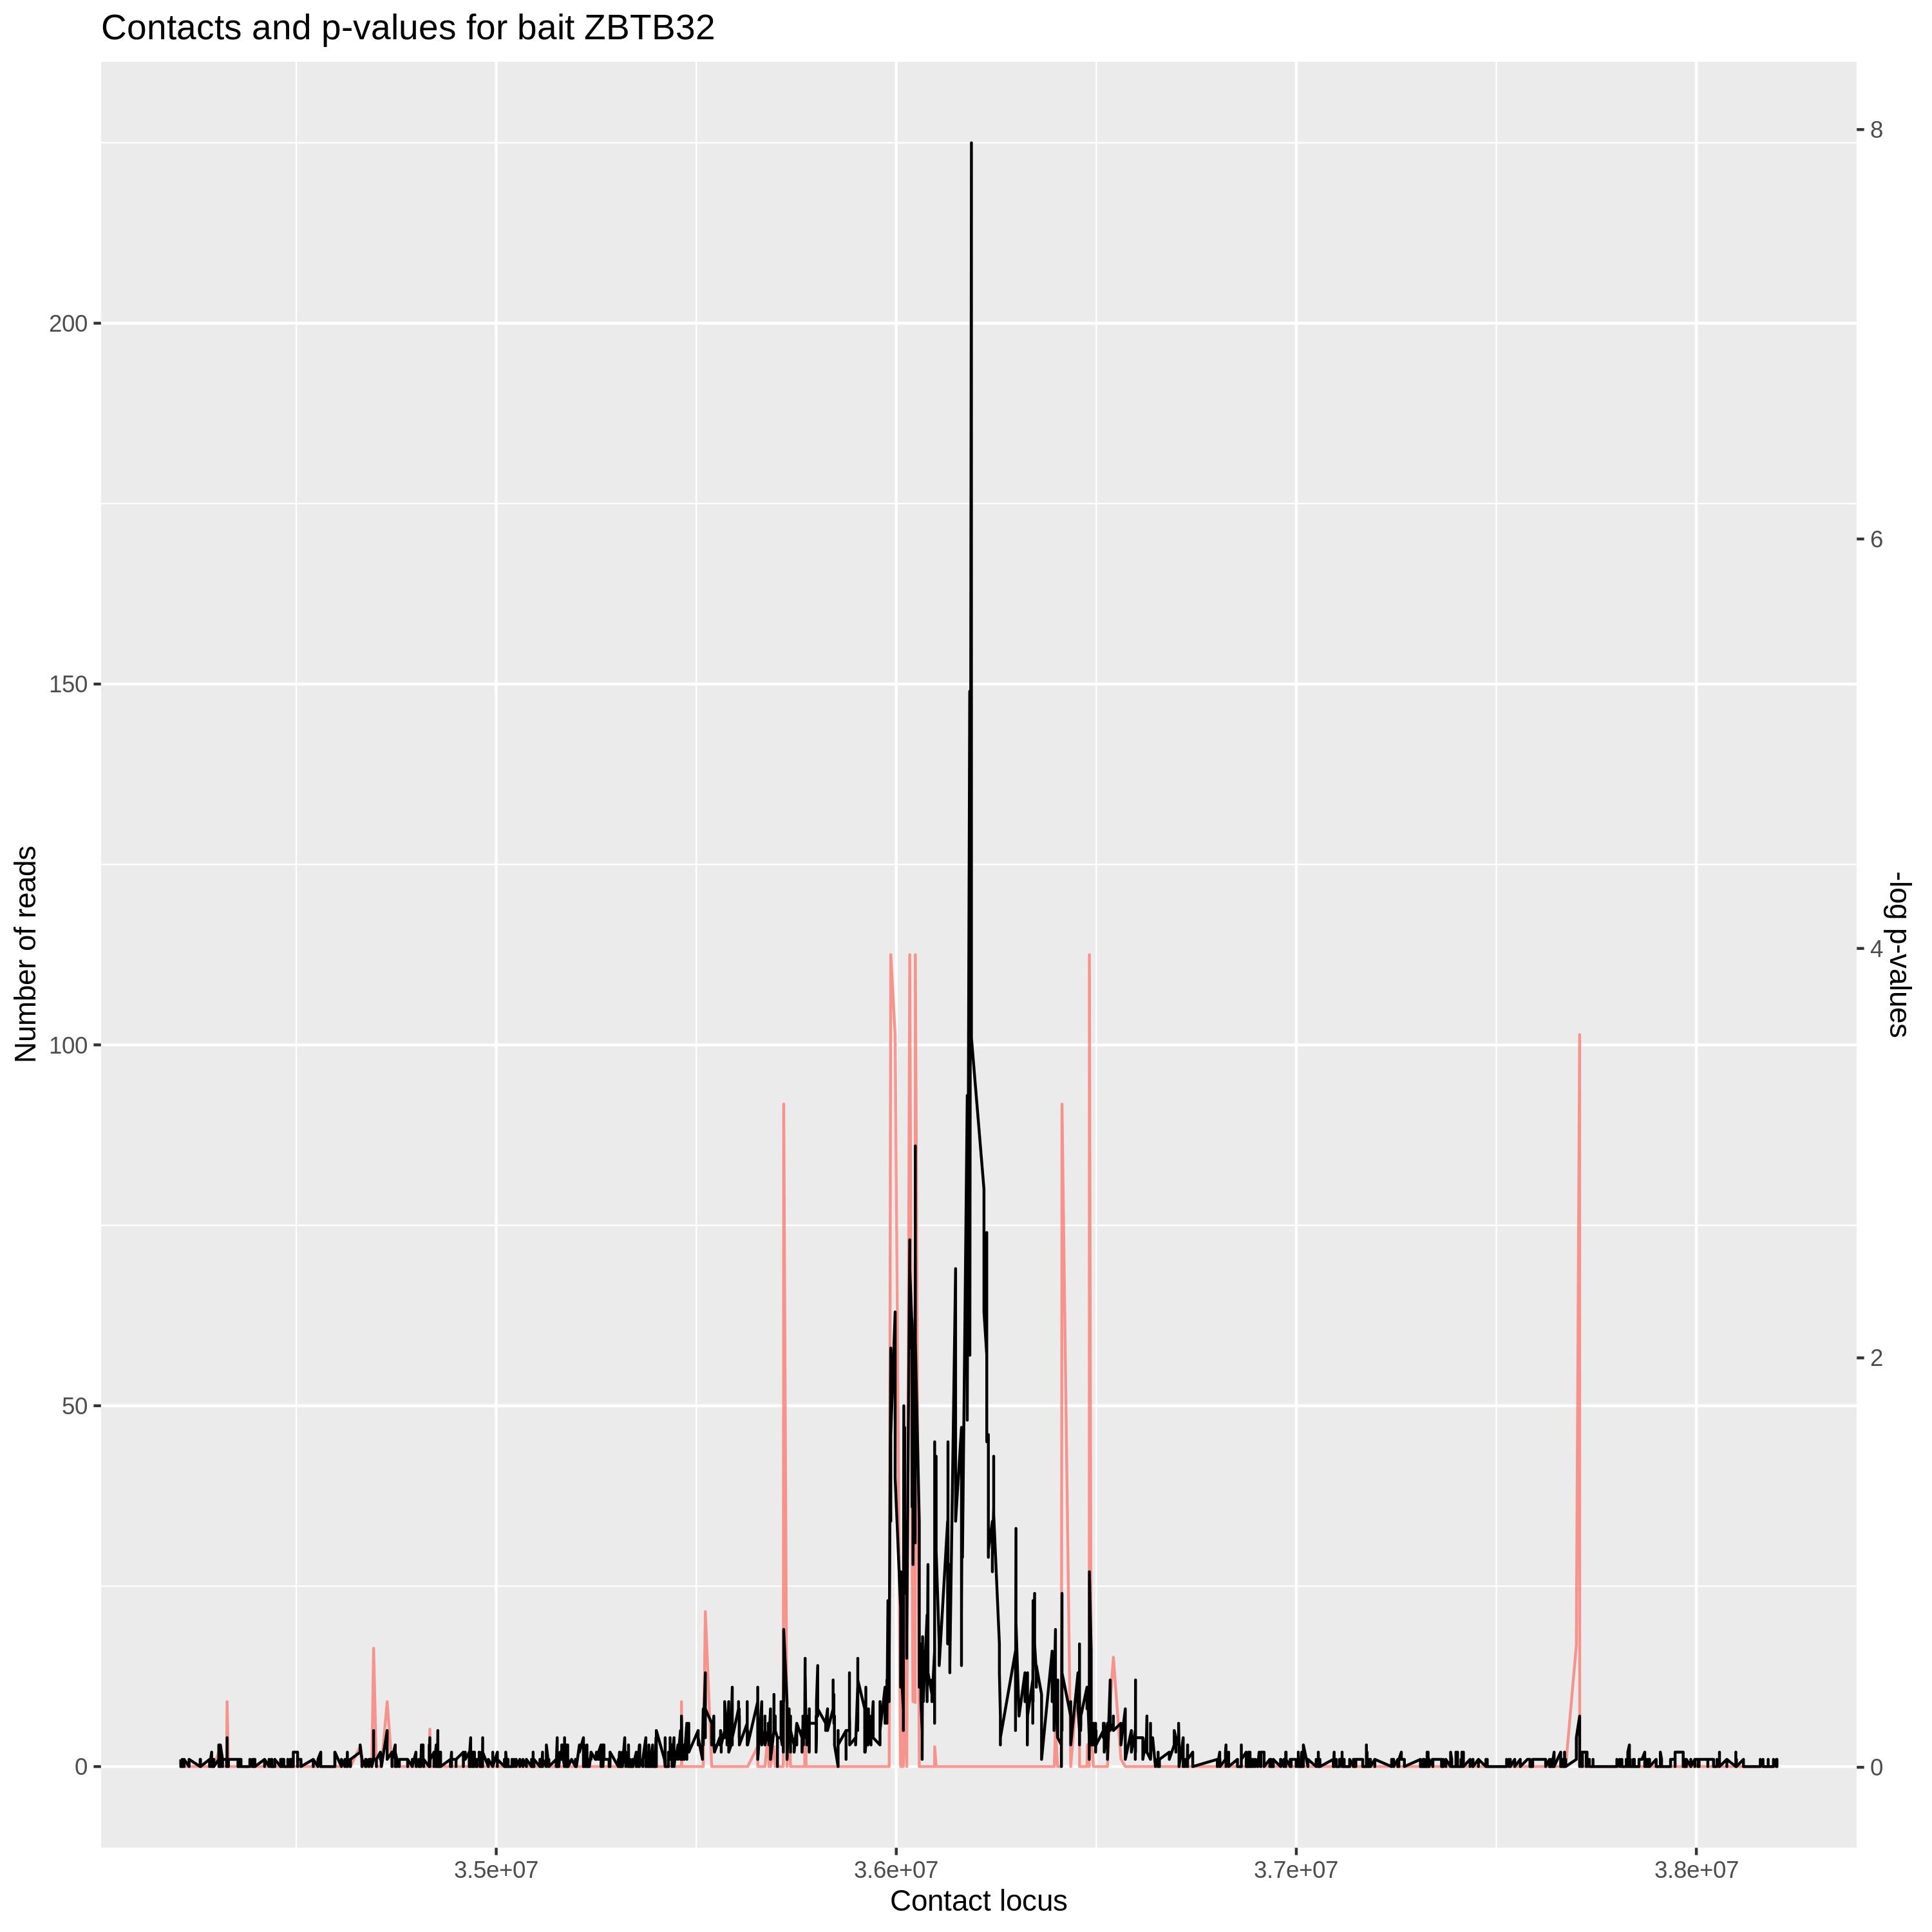 Contacts and p-values for bait ZBTB32
Number of reads
200
150
100
50
0
8
6
4
2
0
-log p-values
3.5e+07 3.6e+07 3.7e+07 3.8e+07
Contact locus